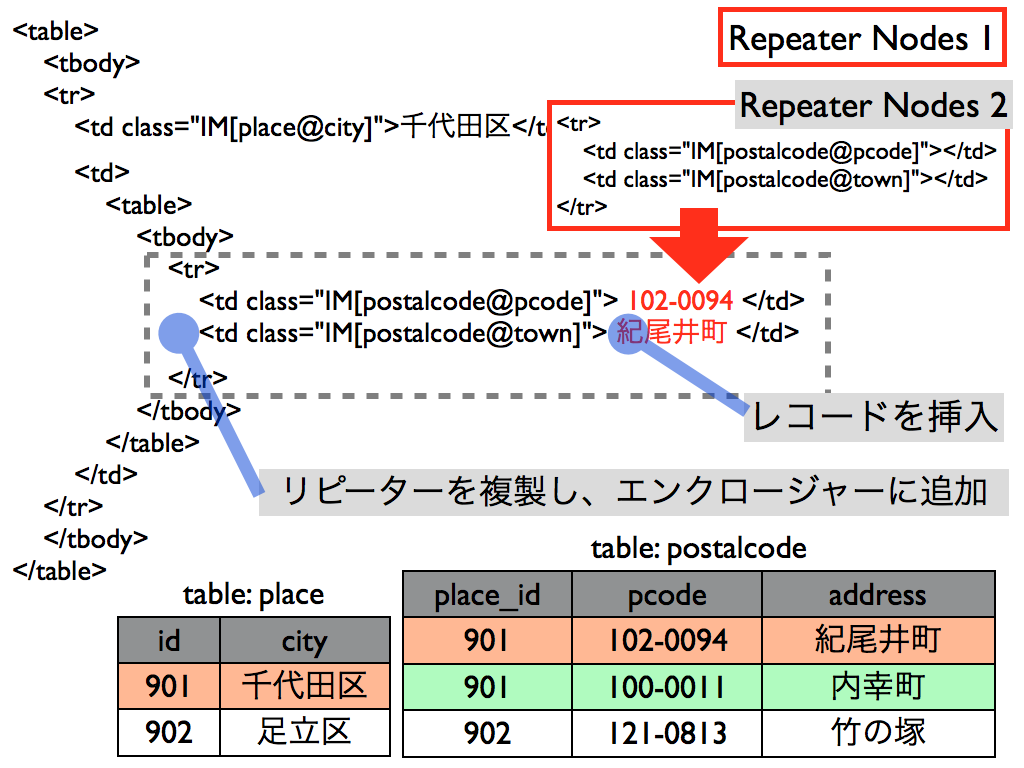 <table>
<tbody>
<tr>
<td class="IM[place@city]">千代田区</t
<td>
<table>
<tbody>
<tr>
<td class="IM[postalcode@pcode]"> 102-0094 </td>
<td class="IM[postalcode@town]"> 紀尾井町 </td>
</tr>
</tbody>
</table>
</td>
</tr>
</tbody>
</table>
Repeater Nodes 1
Repeater Nodes 2
<tr>
<td class="IM[postalcode@pcode]"></td>
<td class="IM[postalcode@town]"></td>
</tr>
レコードを挿入
リピーターを複製し、エンクロージャーに追加
table: place
id city
901 千代田区
902 足立区
table: postalcode
place_id pcode address
901 102-0094 紀尾井町
901 100-0011 内幸町
902 121-0813 竹の塚